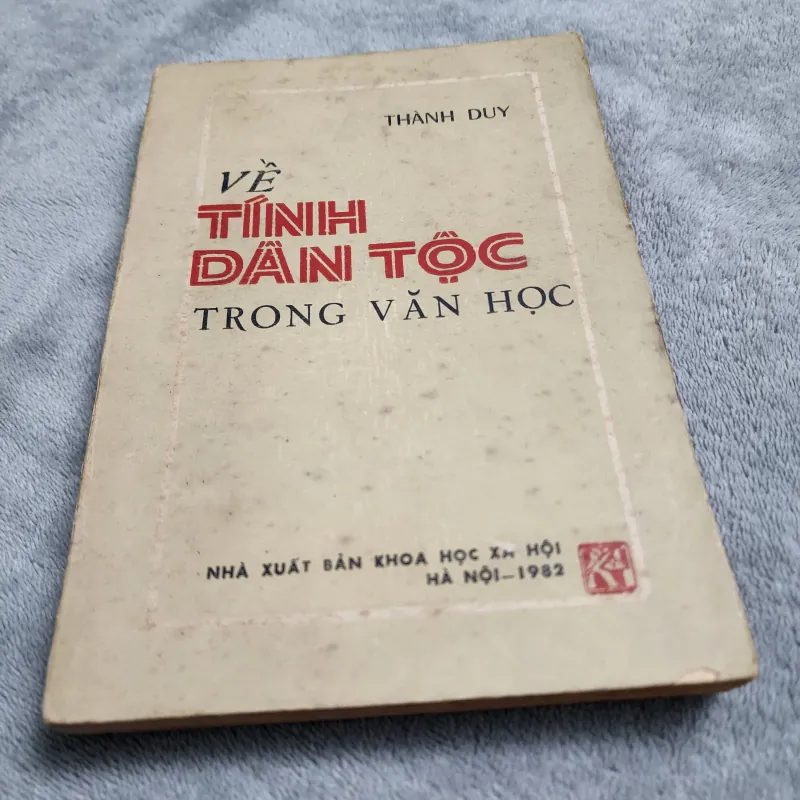 THÀNH DUY
VỀ
TÍNH
DÂN TỘC
TRONG VĂN HỌC
NHÀ XUẤT BẢN KHOA HỌC XÃ HỘI
HÀ NỘI-1982